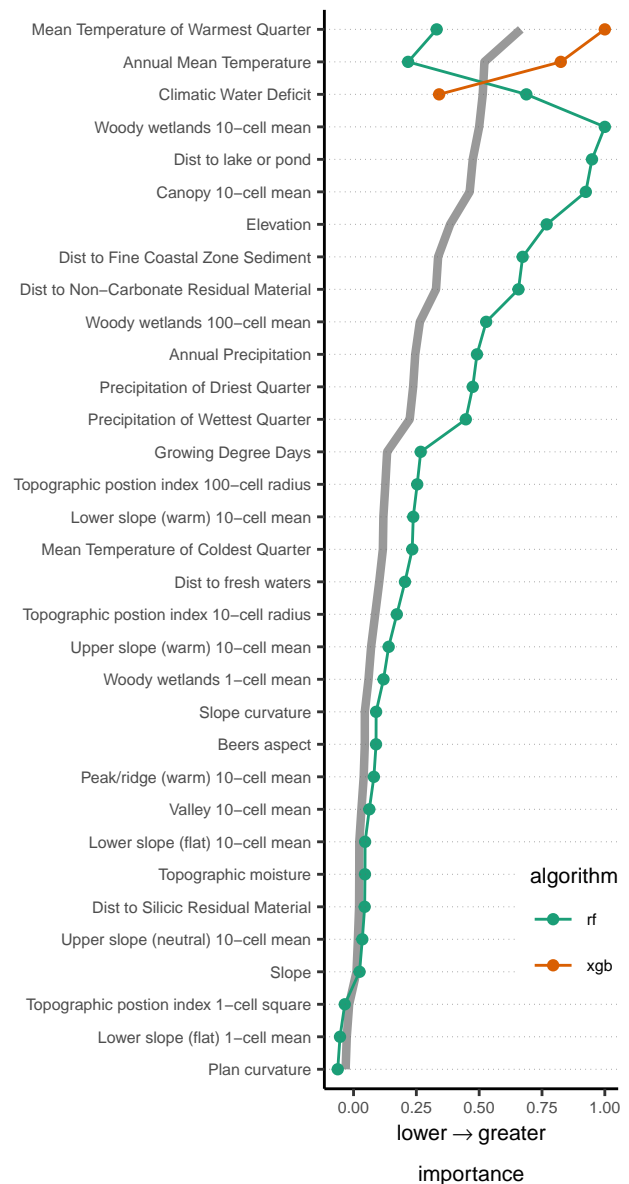 Mean Temperature of Warmest Quarter
Annual Mean Temperature
Climatic Water Deficit
Woody wetlands 10−cell mean
Dist to lake or pond
Canopy 10−cell mean
Elevation
Dist to Fine Coastal Zone Sediment
Dist to Non−Carbonate Residual Material
Woody wetlands 100−cell mean
Annual Precipitation
Precipitation of Driest Quarter
Precipitation of Wettest Quarter
Growing Degree Days
Topographic postion index 100−cell radius
Lower slope (warm) 10−cell mean
Mean Temperature of Coldest Quarter
Dist to fresh waters
Topographic postion index 10−cell radius
Upper slope (warm) 10−cell mean
Woody wetlands 1−cell mean
Slope curvature
Beers aspect
Peak/ridge (warm) 10−cell mean
Valley 10−cell mean
Lower slope (flat) 10−cell mean
Topographic moisture
Dist to Silicic Residual Material
Upper slope (neutral) 10−cell mean
Slope
Topographic postion index 1−cell square
Lower slope (flat) 1−cell mean
Plan curvature
algorithm
rf
xgb
0.00 0.25 0.50 0.75 1.00
lower → greater
importance